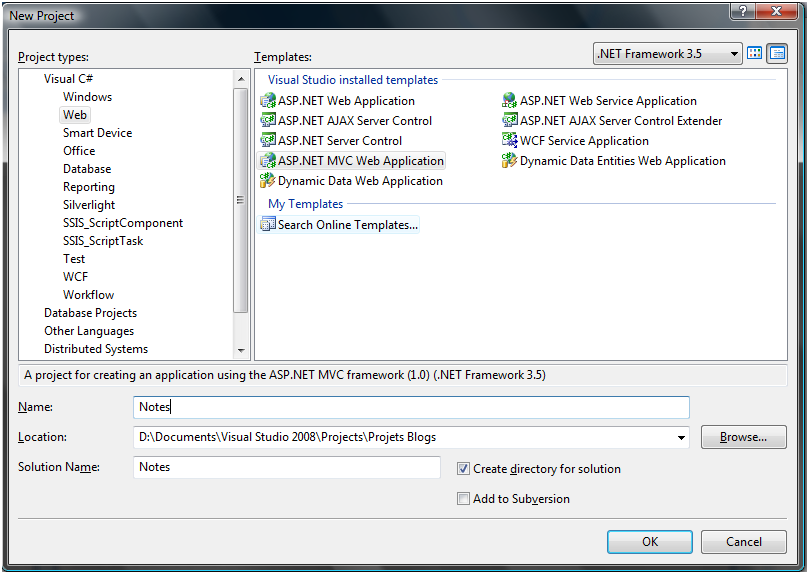 New Project
Project types:
Templates:
.NET Framework 3.5
Visual C#
Windows
Web
Smart Device
Office
Database
Reporting
Silverlight
SSIS_ScriptComponent
SSIS_ScriptTask
Test
WCF
Workflow
Database Projects
Other Languages
Distributed Systems
Visual Studio installed templates
ASP.NET Web Application
ASP.NET Web Service Application
ASP.NET AJAX Server Control
ASP.NET AJAX Server Control Extender
ASP.NET Server Control
WCF Service Application
ASP.NET MVC Web Application
Dynamic Data Entities Web Application
Dynamic Data Web Application
My Templates
Search Online Templates...
A project for creating an application using the ASP.NET MVC framework (1.0) (.NET Framework 3.5)
Name:
Notes
Location:
D:\Documents\Visual Studio 2008\Projects\Projets Blogs
Browse...
Solution Name:
Notes
Create directory for solution
Add to Subversion
OK
Cancel